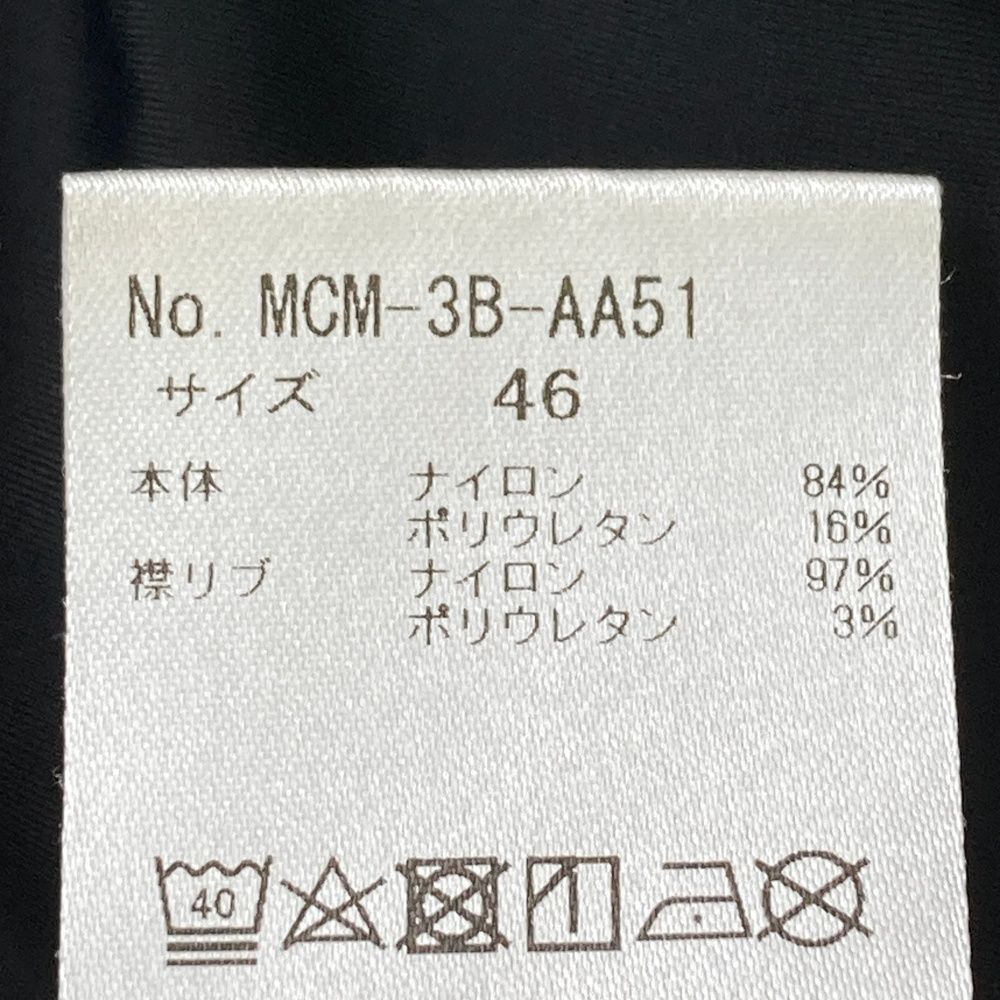 No. MCM-3B-AA51
サイズ 46
本体 ナイロン 84%
ポリウレタン 16%
襟リブ ナイロン 97%
ポリウレタン 3%
40